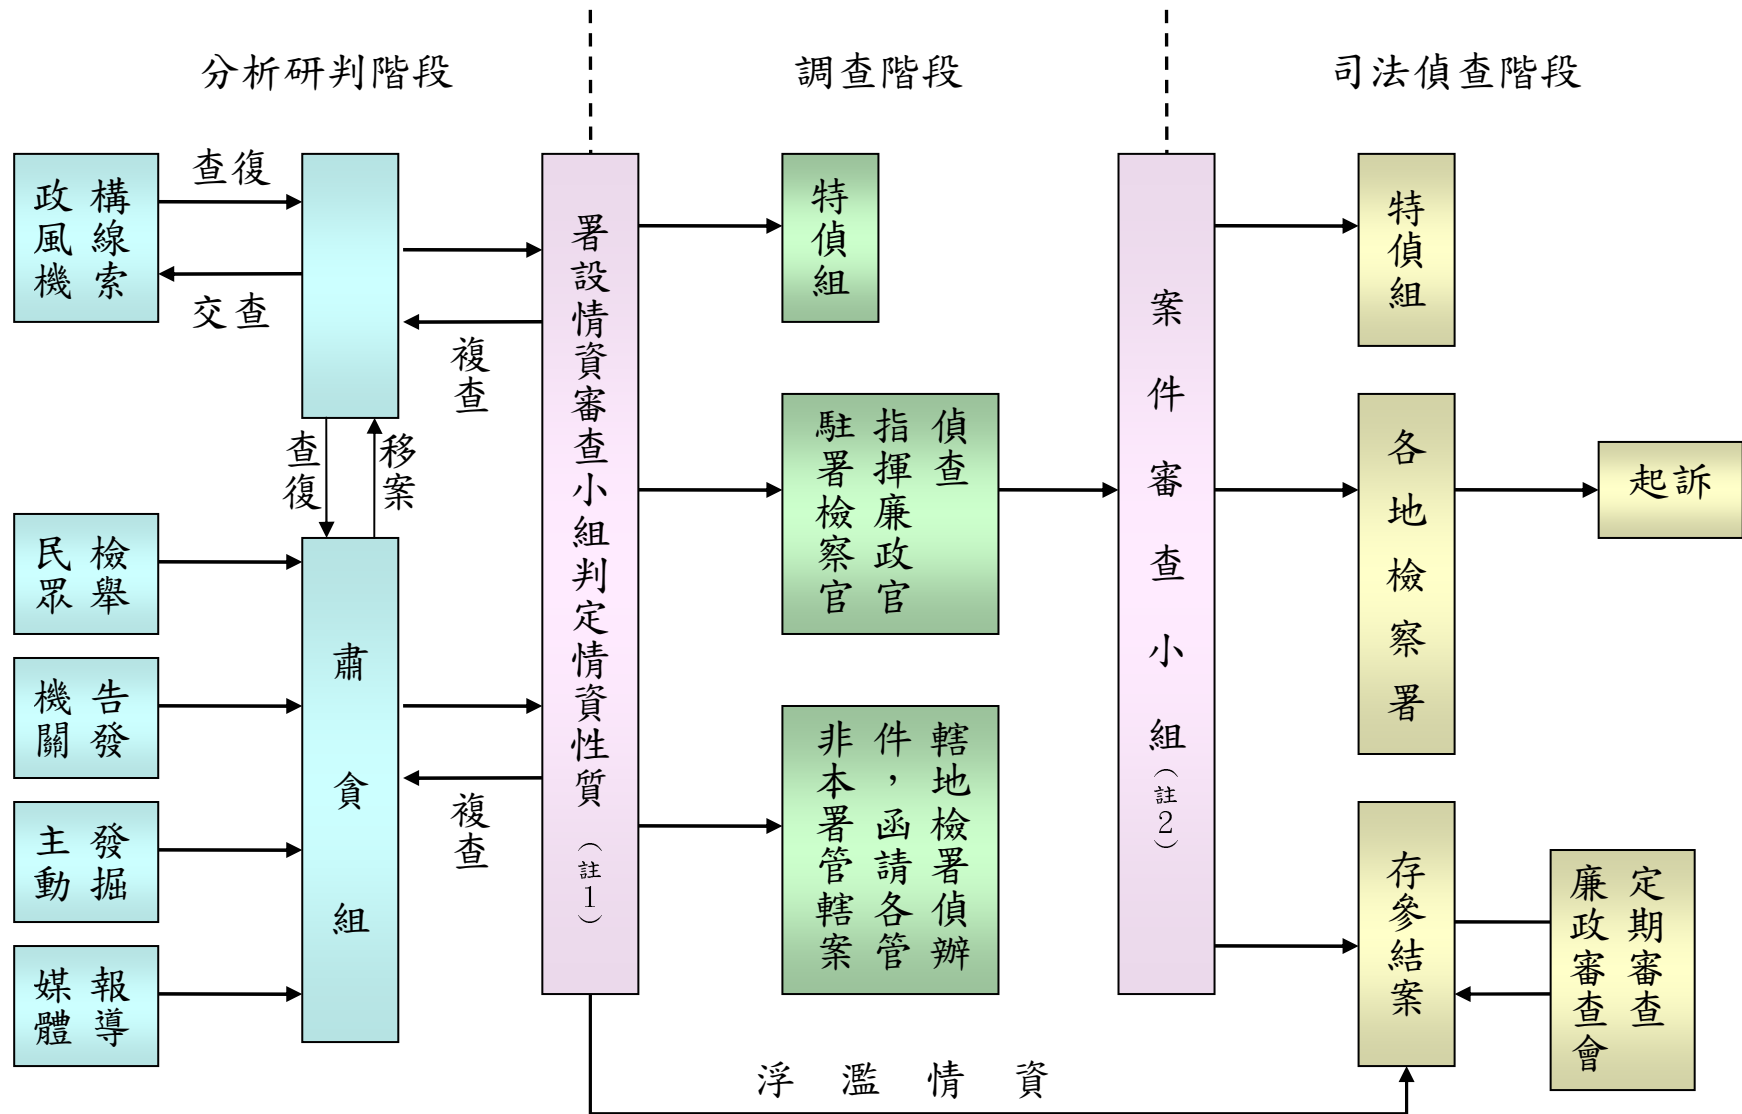 分析研判階段
調查階段
司法偵查階段
政風機
構線索
查復
交查
查復
移案
民眾
檢舉
機關
告發
主動
發掘
媒體
報導
肅貪組
複查
複查
署設情資審查小組判定情資性質（註1）
特偵組
駐署檢察官
指揮廉政官
偵查
非本署管轄案
件，函請各管
轄地檢署偵辦
案件審查小組（註2）
特偵組
各地檢察署
起訴
存參結案
廉政審查會
定期審查
浮濫情資